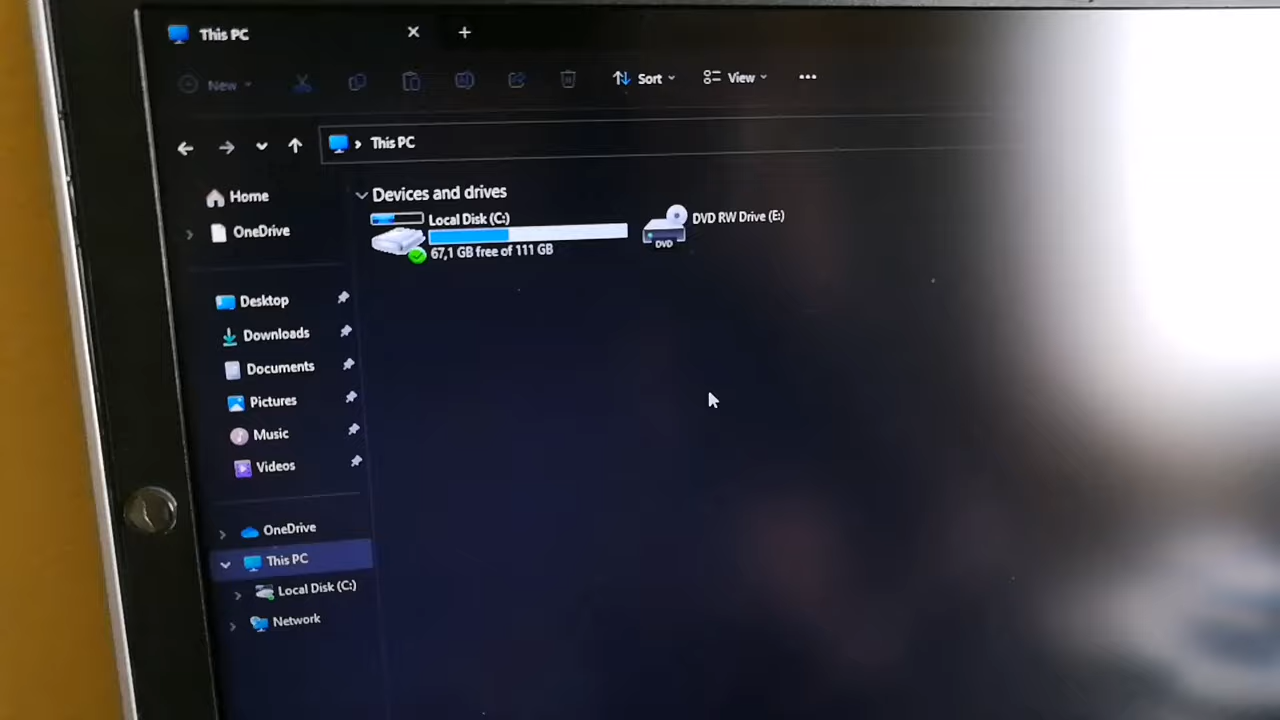 This PC
New
Sort
View
This PC
Home
OneDrive
Desktop
Downloads
Documents
Pictures
Music
Videos
OneDrive
This PC
Local Disk (C:)
Network
Devices and drives
Local Disk (C:)
67,1 GB free of 111 GB
DVD RW Drive (E:)
DVD